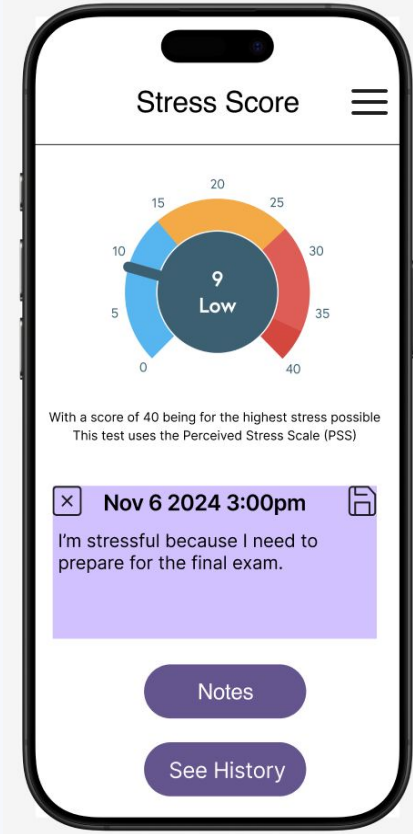 Stress Score
20
15
25
10
30
9
Low
5
35
0
40
With a score of 40 being for the highest stress possible
This test uses the Perceived Stress Scale (PSS)
Nov 6 2024 3:00pm
I'm stressful because I need to
prepare for the final exam.
Notes
See History